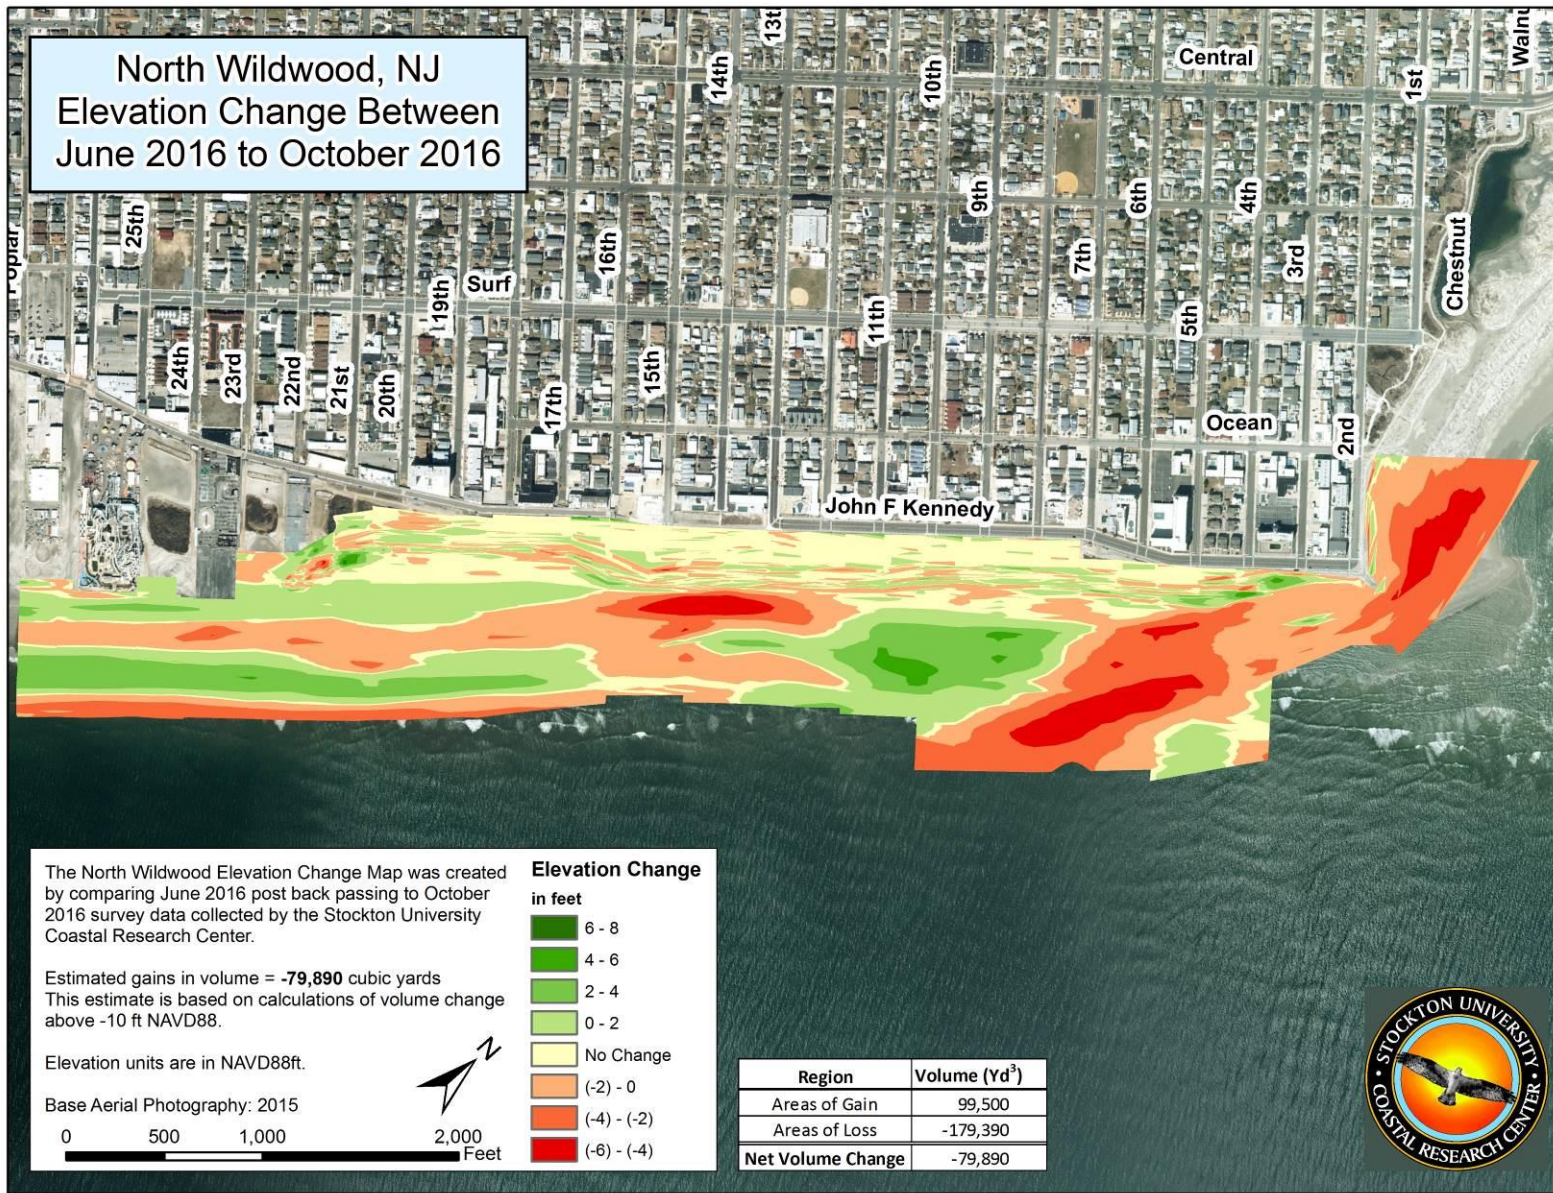 North Wildwood, NJ
Elevation Change Between
June 2016 to October 2016
13th
14th
10th
Central
1st
Walnu
25th
Poplar
16th
9th
6th
4th
7th
3rd
Chestnut
19th
Surf
11th
5th
24th
23rd
22nd
21st
20th
17th
15th
Ocean
2nd
John F Kennedy
The North Wildwood Elevation Change Map was created
by comparing June 2016 post back passing to October
2016 survey data collected by the Stockton University
Coastal Research Center.
Estimated gains in volume = -79,890 cubic yards
This estimate is based on calculations of volume change
above -10 ft NAVD88.
Elevation units are in NAVD88ft.
Base Aerial Photography: 2015
N
0 500 1,000 2,000
Feet
Elevation Change
in feet
6 - 8
4 - 6
2 - 4
0 - 2
No Change
(-2) - 0
(-4) - (-2)
(-6) - (-4)
Region Volume (Yd³)
Areas of Gain 99,500
Areas of Loss -179,390
Net Volume Change -79,890
• STOCKTON UNIVERSITY •
COASTAL RESEARCH CENTER